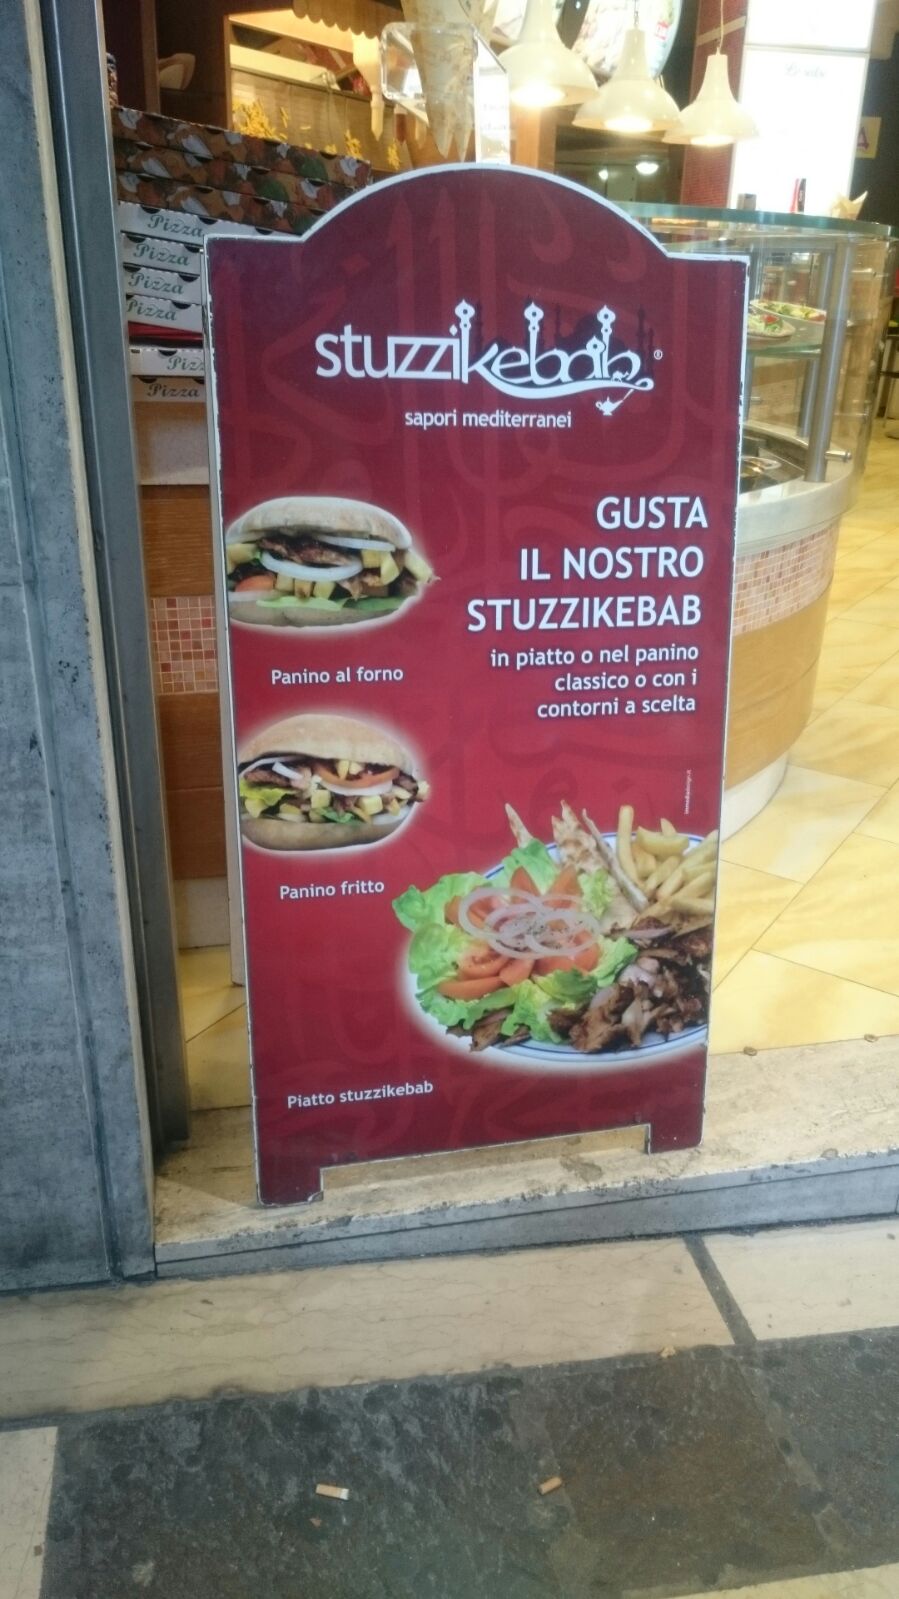 Pizza
Pizza
Pizza
Pizza
Pizza
stuzzikebab®
sapori mediterranei
GUSTA
IL NOSTRO
STUZZIKEBAB
in piatto o nel panino
classico o con i
contorni a scelta
Panino al forno
Panino fritto
Piatto stuzzikebab